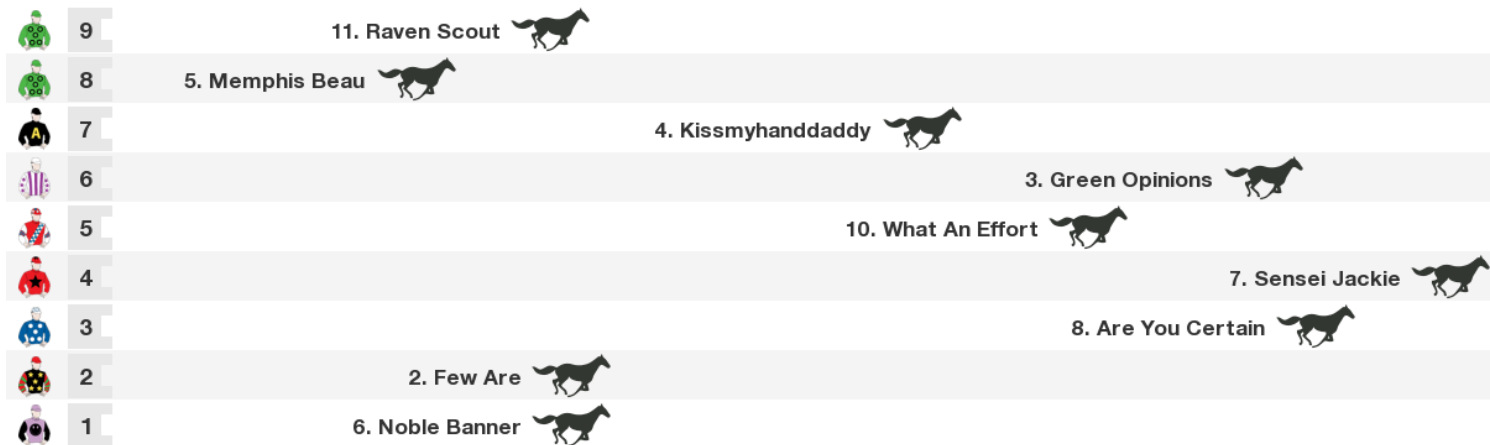 9 11. Raven Scout
8 5. Memphis Beau
A 7 4. Kissmyhanddaddy
6 3. Green Opinions
5 10. What An Effort
4 7. Sensei Jackie
3 8. Are You Certain
2 2. Few Are
1 6. Noble Banner